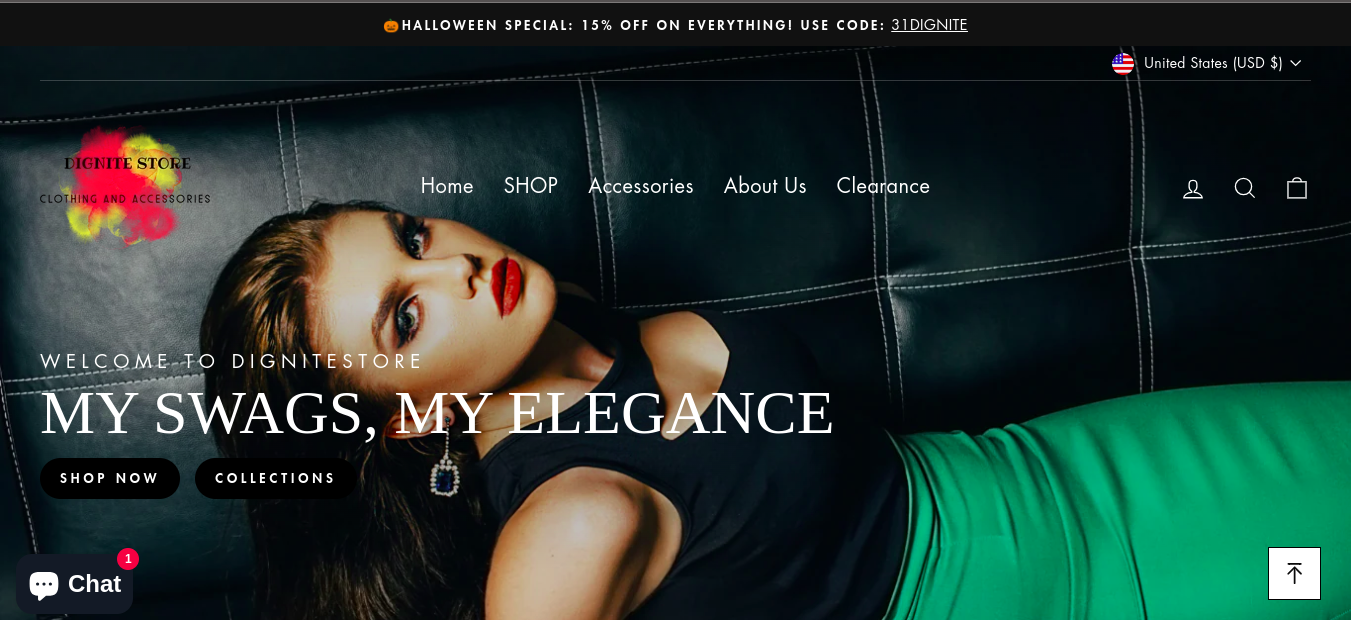 🎃HALLOWEEN SPECIAL: 15% OFF ON EVERYTHING! USE CODE: 31DIGNITE
United States (USD $)
DIGNITE STORE
CLOTHING AND ACCESSORIES
Home SHOP Accessories About Us Clearance
WELCOME TO DIGNITESTORE
MY SWAGS, MY ELEGANCE
SHOP NOW COLLECTIONS
1
Chat